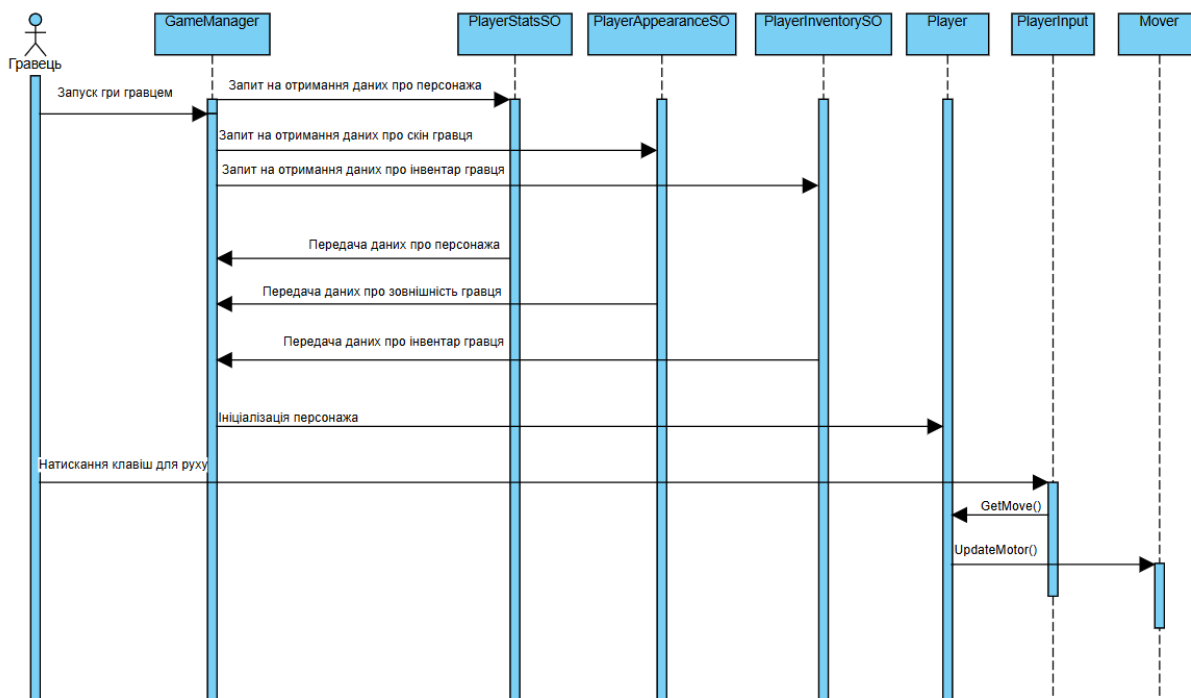 GameManager
PlayerStatsSO
PlayerAppearanceSO
PlayerInventorySO
Player
PlayerInput
Mover
Гравець
Запуск гри гравцем
Запит на отримання даних про персонажа
Запит на отримання даних про скін гравця
Запит на отримання даних про інвентар гравця
Передача даних про персонажа
Передача даних про зовнішність гравця
Передача даних про інвентар гравця
Ініціалізація персонажа
Натискання клавіш для руху
GetMove()
UpdateMotor()